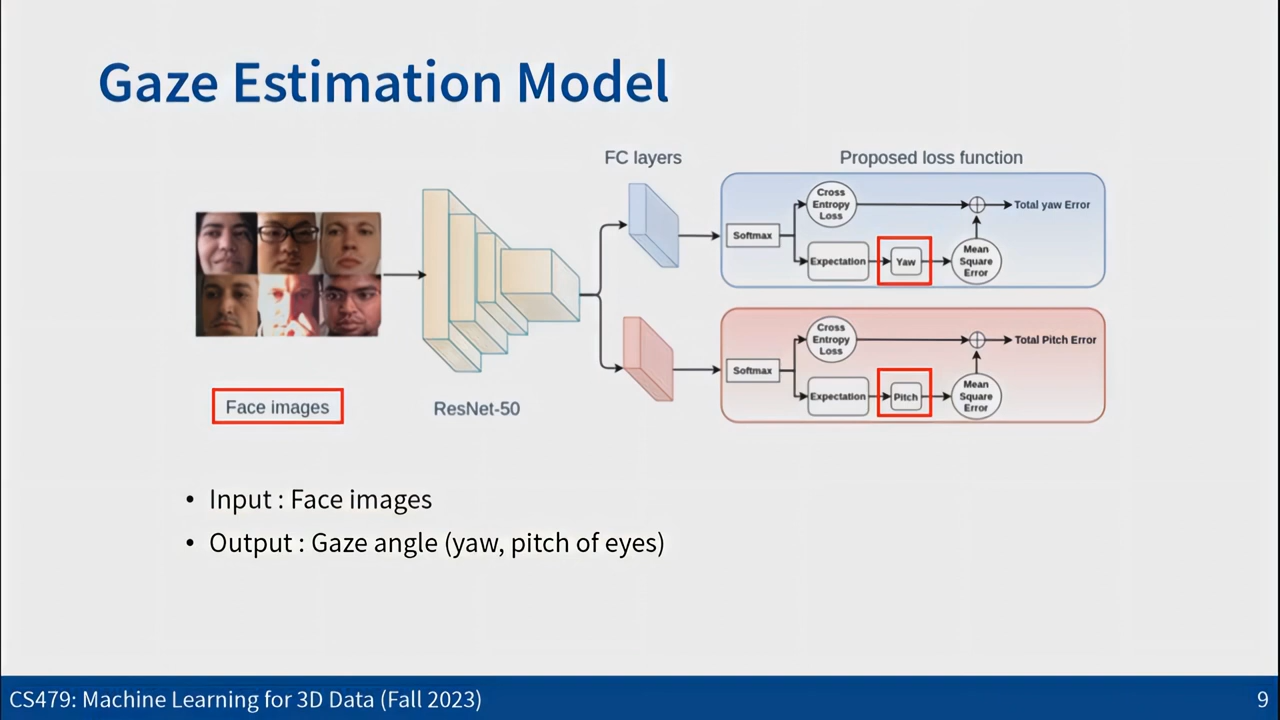 Gaze Estimation Model
FC layers
Proposed loss function
Cross
Entropy
Loss
Softmax
Expectation
Yaw
Mean
Square
Error
Total yaw Error
Cross
Entropy
Loss
Softmax
Expectation
Pitch
Mean
Square
Error
Total Pitch Error
Face images
ResNet-50
• Input : Face images
• Output : Gaze angle (yaw, pitch of eyes)
CS479: Machine Learning for 3D Data (Fall 2023)
9